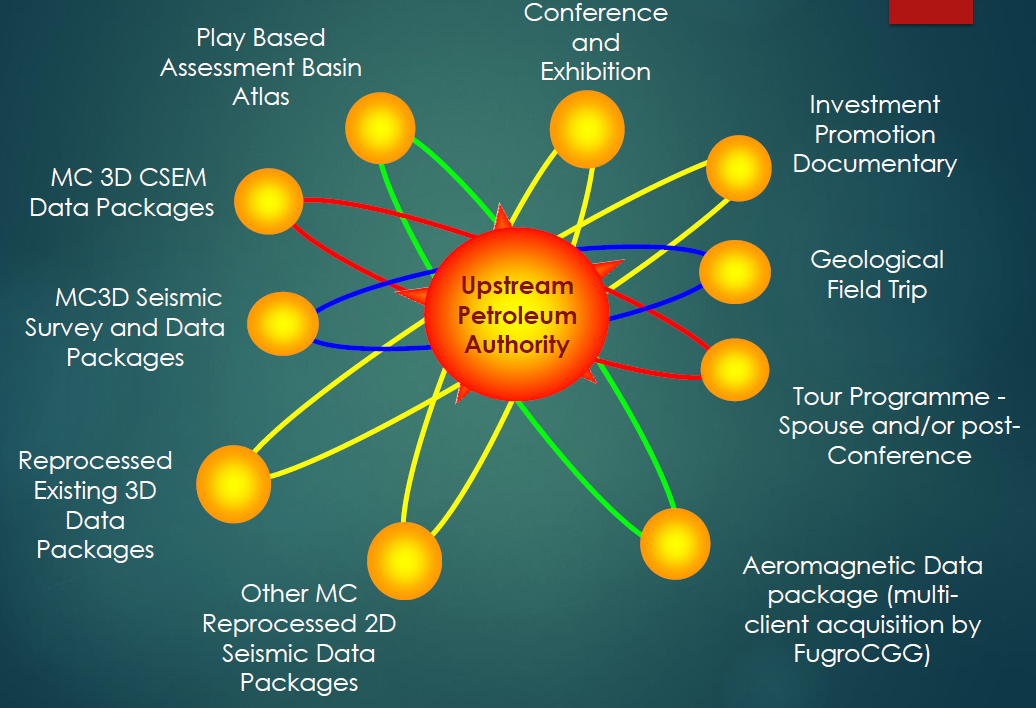 Conference
and
Exhibition
Play Based
Assessment Basin
Atlas
Investment
Promotion
Documentary
MC 3D CSEM
Data Packages
Geological
Field Trip
MC3D Seismic
Survey and Data
Packages
Upstream
Petroleum
Authority
Tour Programme -
Spouse and/or post-
Conference
Reprocessed
Existing 3D
Data
Packages
Other MC
Reprocessed 2D
Seismic Data
Packages
Aeromagnetic Data
package (multi-
client acquisition by
FugroCGG)